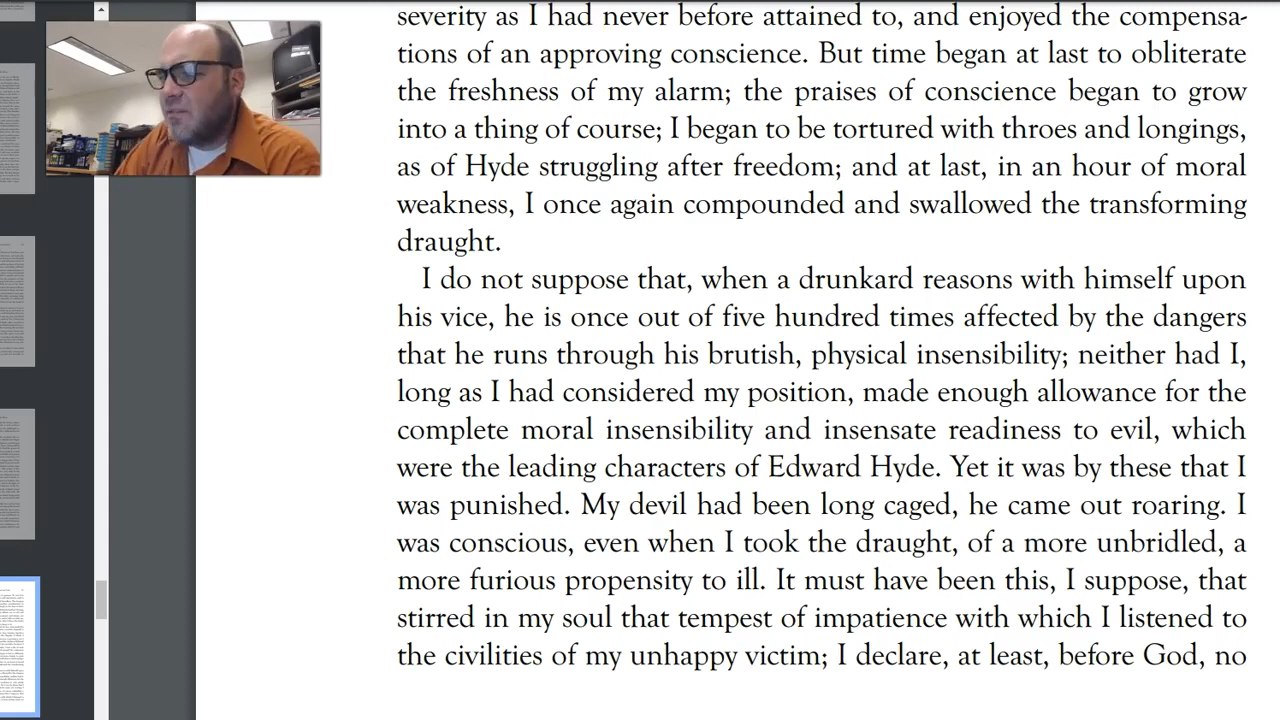 severity as I had never before attained to, and enjoyed the compensa-
tions of an approving conscience. But time began at last to obliterate
the freshness of my alarm; the praises of conscience began to grow
into a thing of course; I began to be tortured with throes and longings,
as of Hyde struggling after freedom; and at last, in an hour of moral
weakness, I once again compounded and swallowed the transforming
draught.
I do not suppose that, when a drunkard reasons with himself upon
his vice, he is once out of five hundred times affected by the dangers
that he runs through his brutish, physical insensibility; neither had I,
long as I had considered my position, made enough allowance for the
complete moral insensibility and insensate readiness to evil, which
were the leading characters of Edward Hyde. Yet it was by these that I
was punished. My devil had been long caged, he came out roaring. I
was conscious, even when I took the draught, of a more unbridled, a
more furious propensity to ill. It must have been this, I suppose, that
stirred in my soul that tempest of impatience with which I listened to
the civilities of my unhappy victim; I declare, at least, before God, no